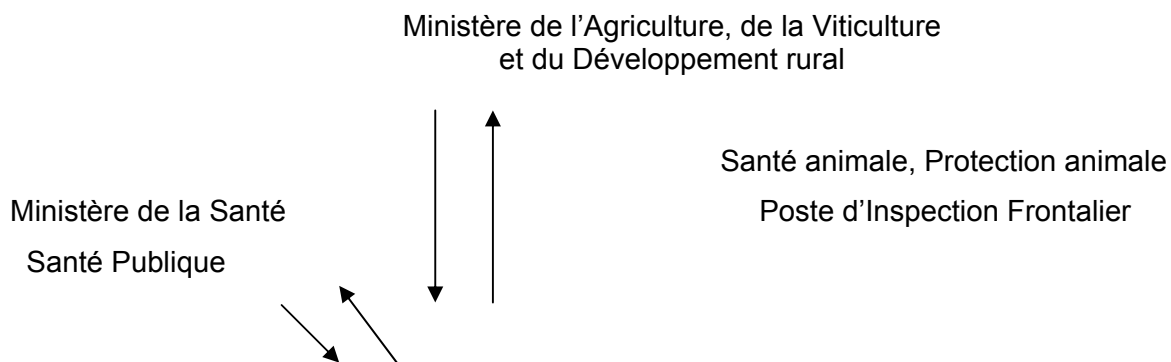 Ministère de l’Agriculture, de la Viticulture
et du Développement rural
Santé animale, Protection animale
Ministère de la Santé
Poste d’Inspection Frontalier
Santé Publique